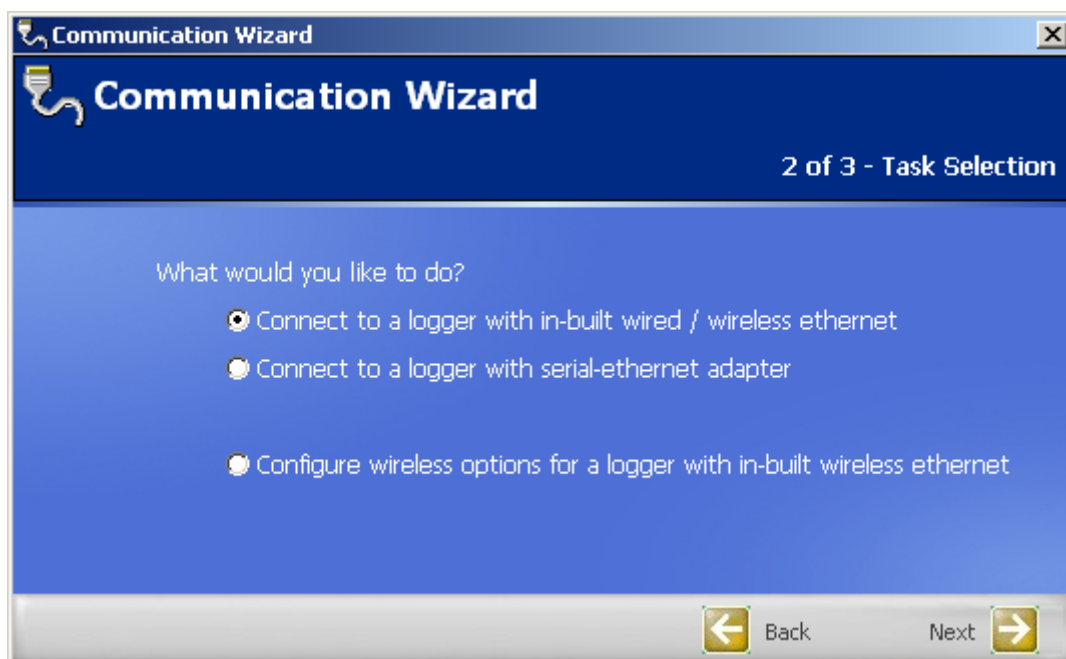 Communication Wizard
Communication Wizard
2 of 3 - Task Selection
What would you like to do?
Connect to a logger with in-built wired / wireless ethernet
Connect to a logger with serial-ethernet adapter
Configure wireless options for a logger with in-built wireless ethernet
Back Next